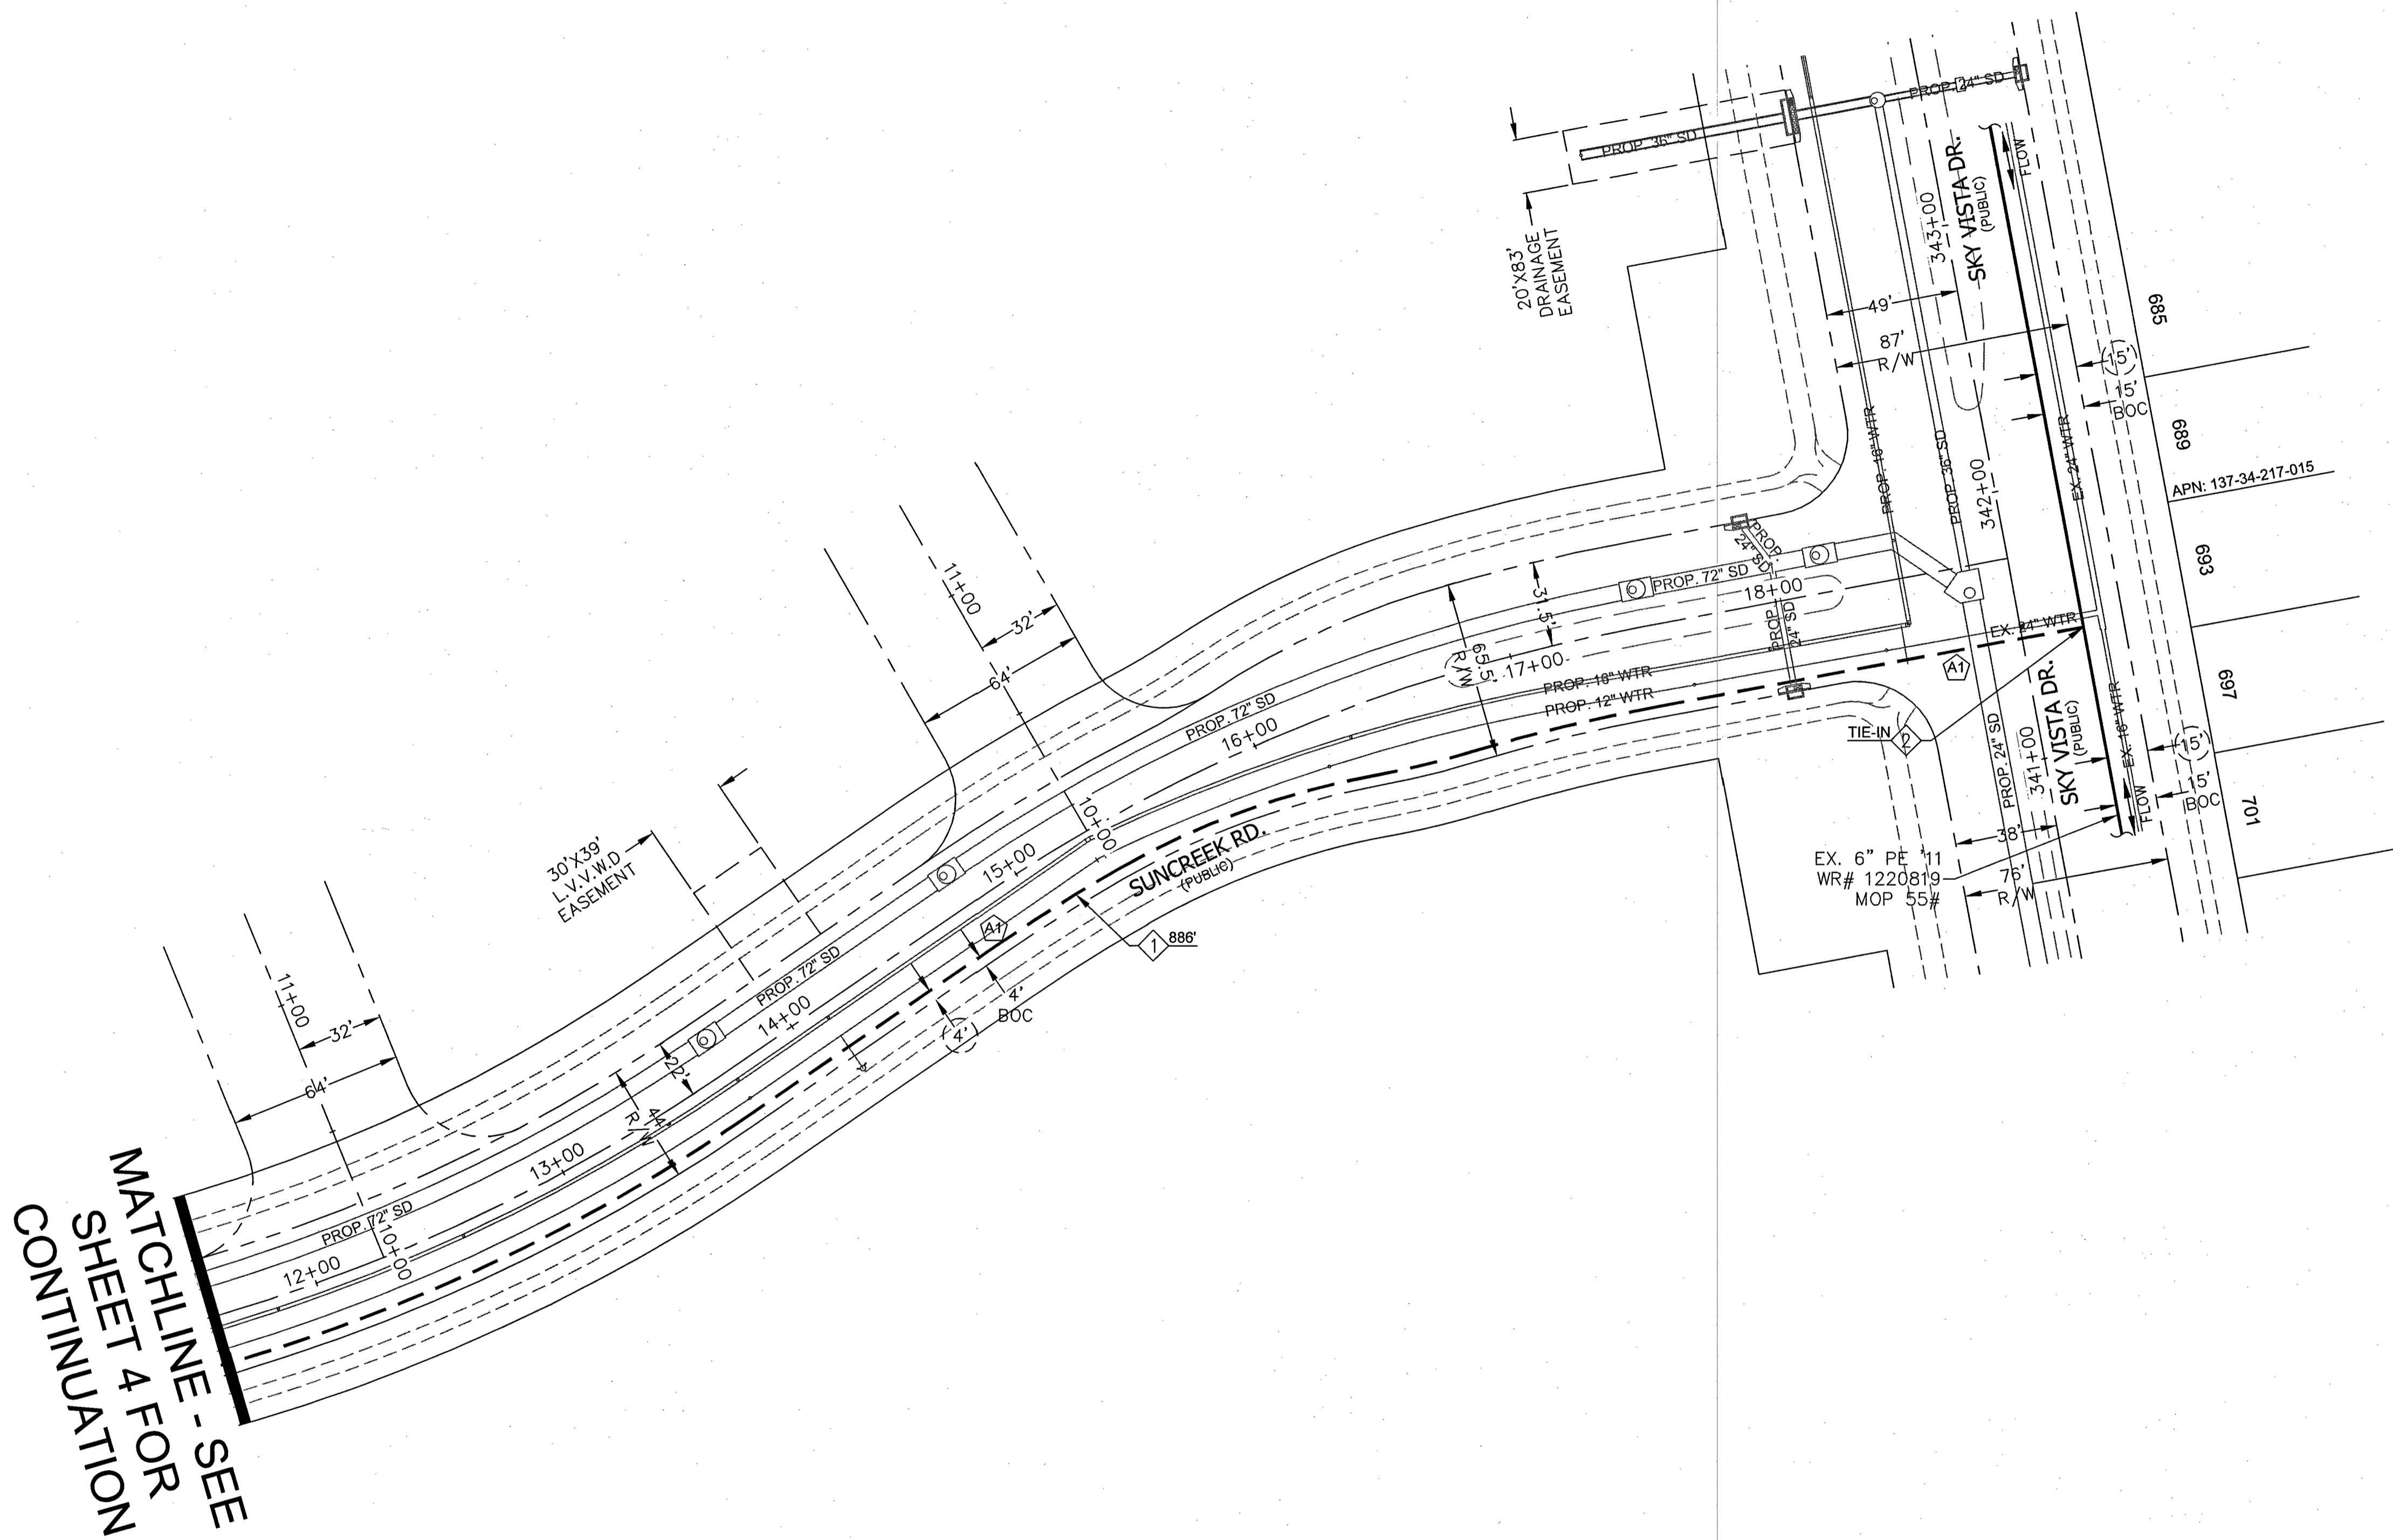 PROP. 24" SD
PROP. 36" SD
FLOW
SKY VISTA DR.
(PUBLIC)
343+00
20'X83'
DRAINAGE
EASEMENT
49'
87'
R/W
685
15'
15'
BOC
689
PROP. 16" WTR
PROP. 36" SD
342+00
EX. 24" WTR
APN: 137-34-217-015
693
11+00
32'
64'
PROP.
24" SD
PROP. 72" SD
18+00
31.5'
65.5'
R/W
17+00
PROP.
24" SD
EX. 24" WTR
A1
PROP. 16" WTR
PROP. 12" WTR
PROP. 72" SD
16+00
TIE-IN
2
697
PROP. 24" SD
341+00
SKY VISTA DR.
(PUBLIC)
EX. 16" WTR
15'
15'
BOC
FLOW
701
38'
76'
R/W
EX. 6" PE '11
WR# 1220819
MOP 55#
10+00
15+00
SUNCREEK RD.
(PUBLIC)
30'X39'
L.V.V.W.D
EASEMENT
A1
1
886'
4'
BOC
4'
PROP. 72" SD
14+00
22'
44'
R/W
11+00
32'
64'
13+00
PROP. 72" SD
12+00
10+00
MATCHLINE - SEE
SHEET 4 FOR
CONTINUATION